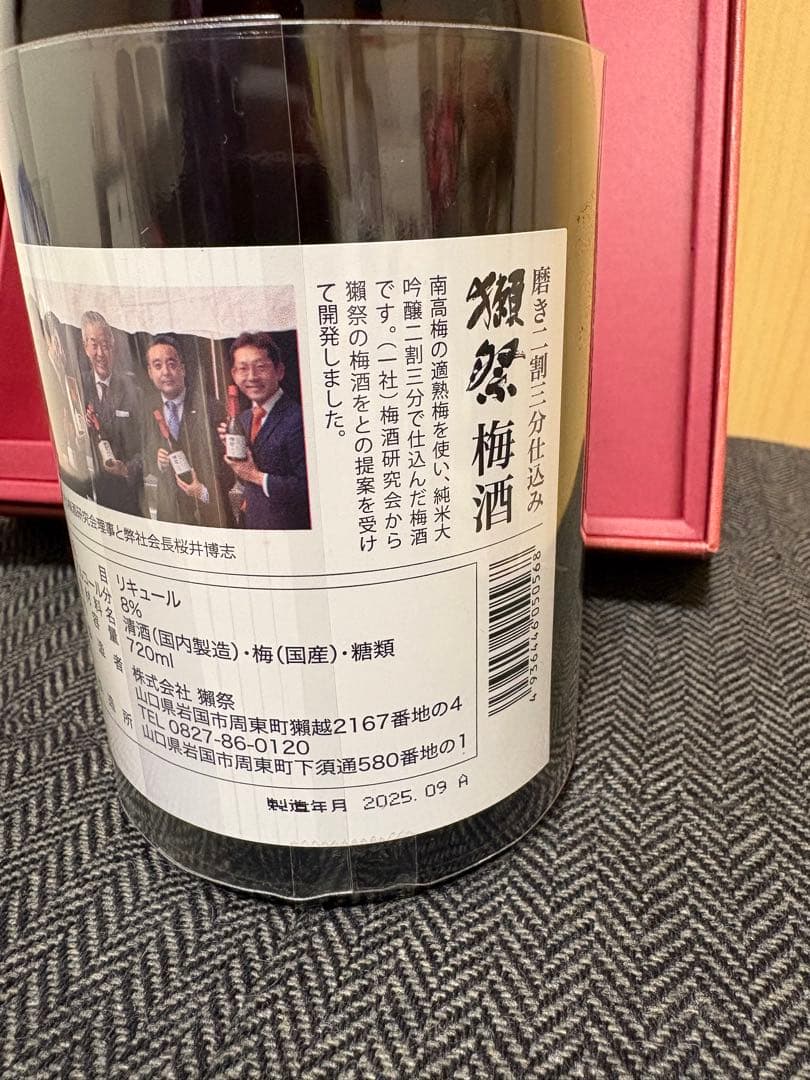 磨き二割三分仕込み
獺祭 梅酒
南高梅の適熟梅を使い、純米大
吟醸二割三分で仕込んだ梅酒
です。(一社)梅酒研究会から
獺祭の梅酒をとの提案を受け
て開発しました。
研究会理事と弊社会長桜井博志
目 リキュール
分 8%
名 清酒(国内製造)・梅(国産)・糖類
量 720ml
者 株式会社 獺祭
山口県岩国市周東町獺越2167番地の4
TEL 0827-86-0120
所 山口県岩国市周東町下須通580番地の1
4936446050568
製造年月 2025.09 A